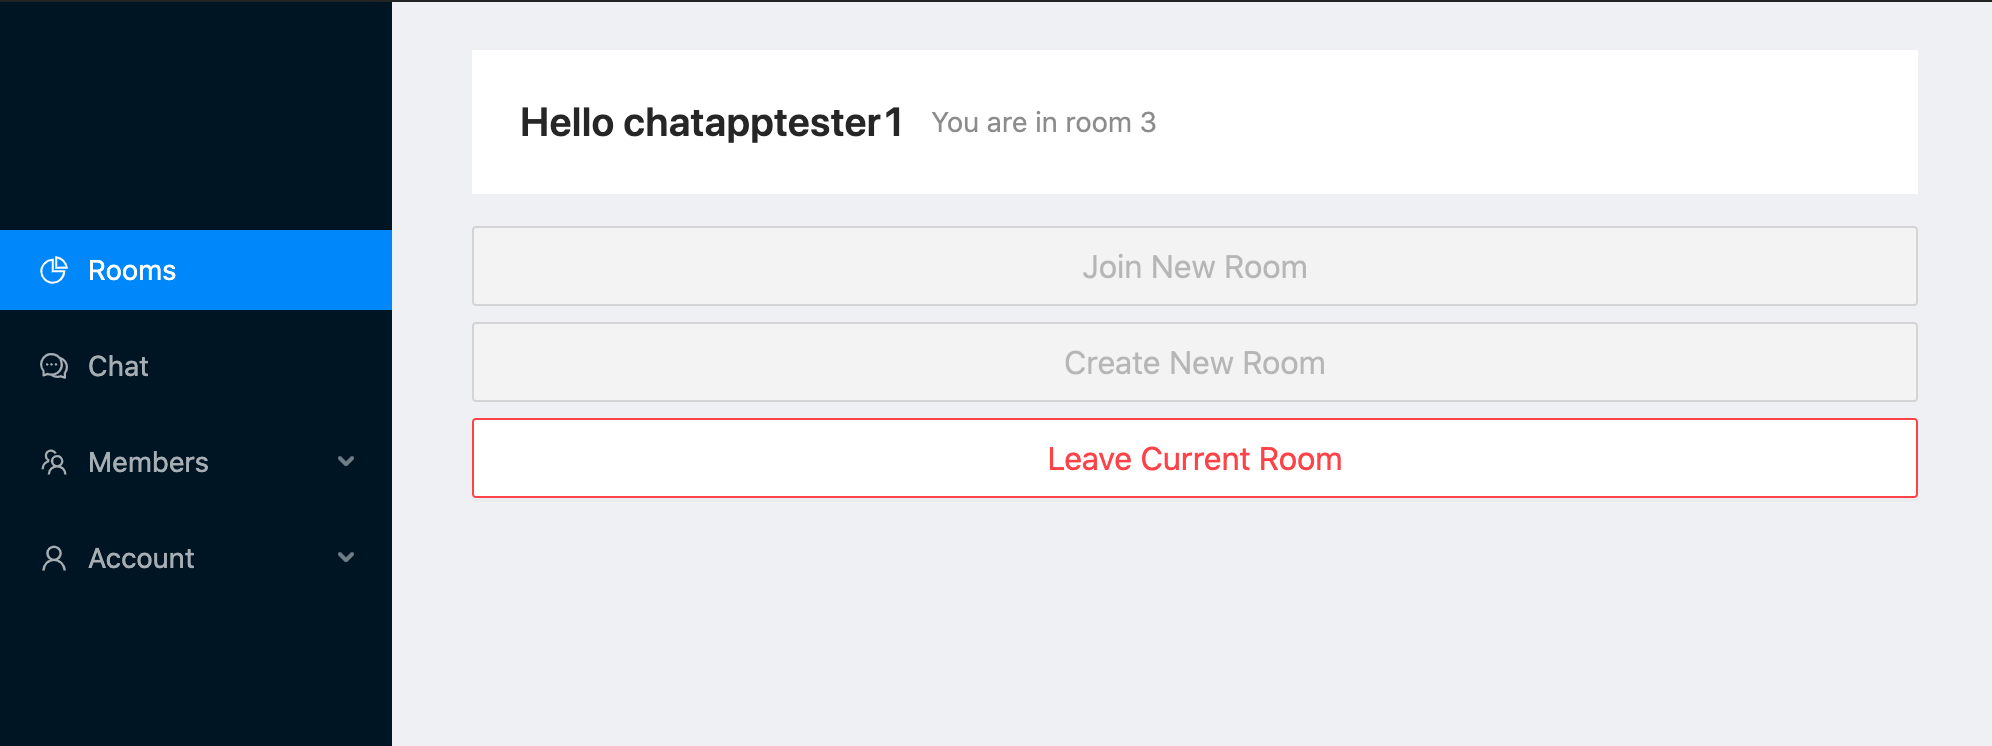 Hello chatapptester1 You are in room 3
Rooms
Chat
Members
Account
Join New Room
Create New Room
Leave Current Room